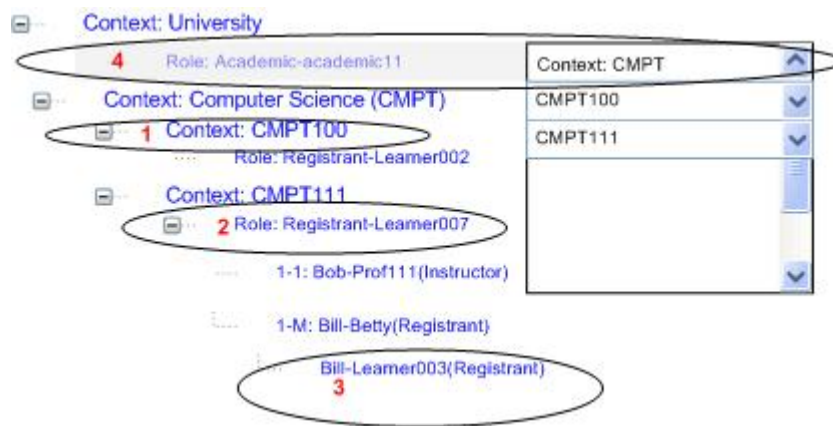 Context: University
4 Role: Academic-academic11 Context: CMPT
Context: Computer Science (CMPT) CMPT100
1 Context: CMPT100 CMPT111
Role: Registrant-Learner002
Context: CMPT111
2 Role: Registrant-Learner007
1-1: Bob-Prof111(Instructor)
1-M: Bill-Betty(Registrant)
Bill-Learner003(Registrant)
3